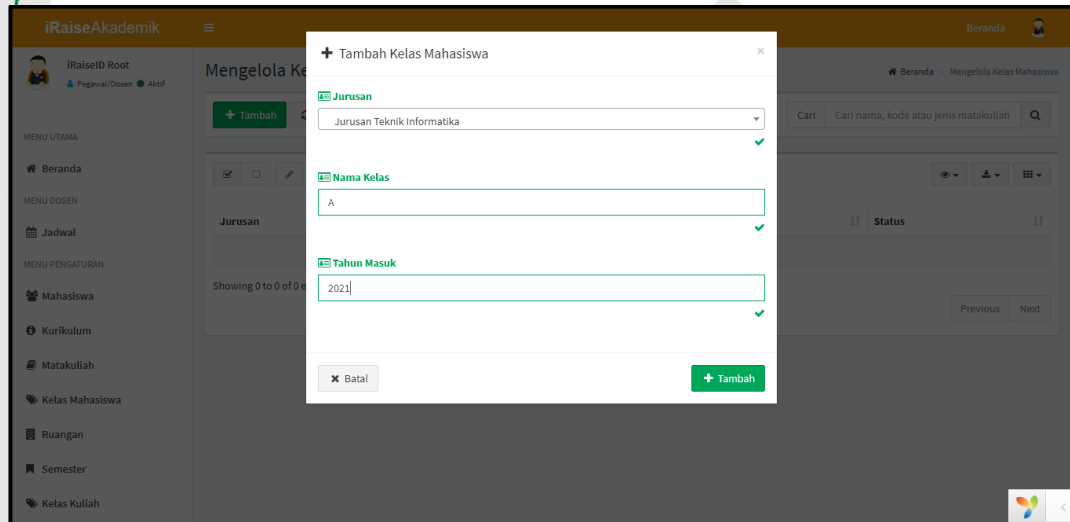 iRaiseAkademik
Beranda
iRaiseID Root
Pegawai/Dosen Aktif
MENU UTAMA
Beranda
MENU DOSEN
Jadwal
MENU PENGATURAN
Mahasiswa
Kurikulum
Matakuliah
Kelas Mahasiswa
Ruangan
Semester
Kelas Kuliah
Mengelola Ke
Beranda Mengelola Kelas Mahasiswa
+ Tambah
Cari
Cari nama, kode atau jenis matakuliah
Jurusan
Status
Showing 0 to 0 of 0 e
Previous
Next
+ Tambah Kelas Mahasiswa
×
Jurusan
Jurusan Teknik Informatika
Nama Kelas
A
Tahun Masuk
2021
Batal
+ Tambah